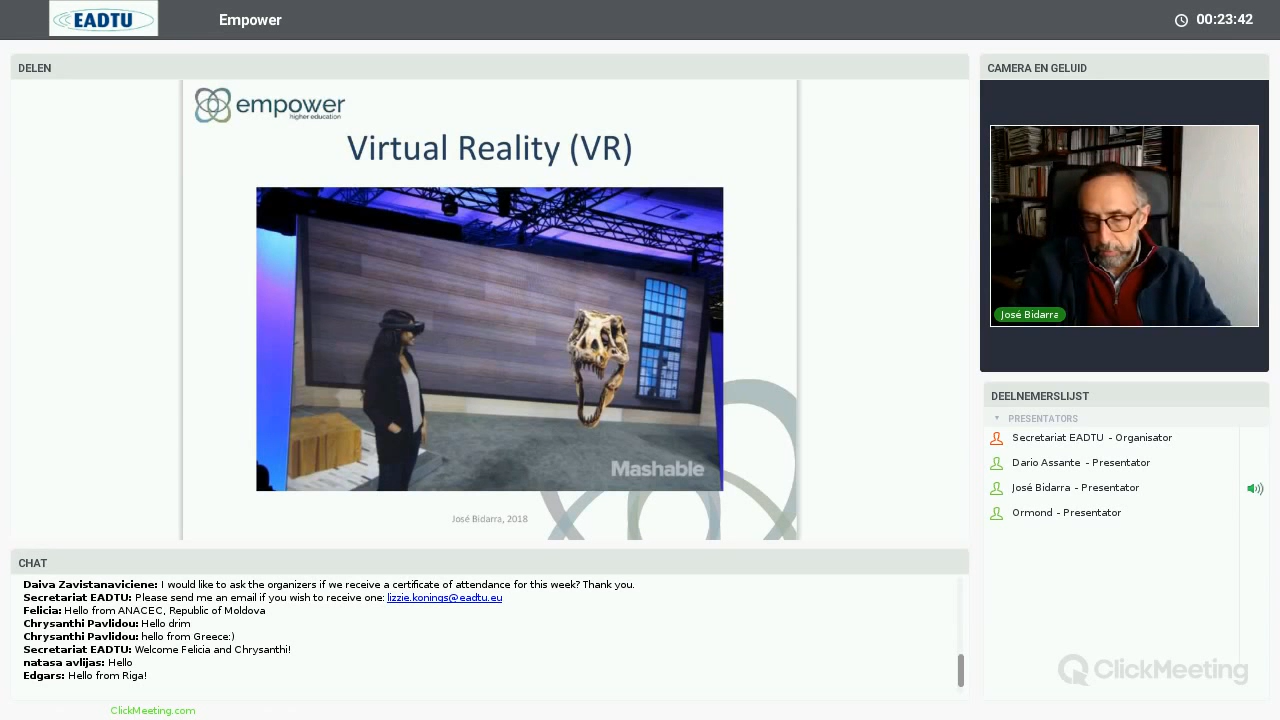 EADTU
Empower
00:23:42
DELEN
empower
higher education
Virtual Reality (VR)
Mashable
José Bidarra, 2018
CAMERA EN GELUID
José Bidarra
DEELNEMERSLIJST
PRESENTATORS
Secretariat EADTU - Organisator
Dario Assante - Presentator
José Bidarra - Presentator
Ormond - Presentator
CHAT
Daiva Zavistanaviciene: I would like to ask the organizers if we receive a certificate of attendance for this week? Thank you.
Secretariat EADTU: Please send me an email if you wish to receive one: lizzie.konings@eadtu.eu
Felicia: Hello from ANACEC, Republic of Moldova
Chrysanthi Pavlidou: Hello drim
Chrysanthi Pavlidou: hello from Greece:)
Secretariat EADTU: Welcome Felicia and Chrysanthi!
natasa avlijas: Hello
Edgars: Hello from Riga!
ClickMeeting
ClickMeeting.com